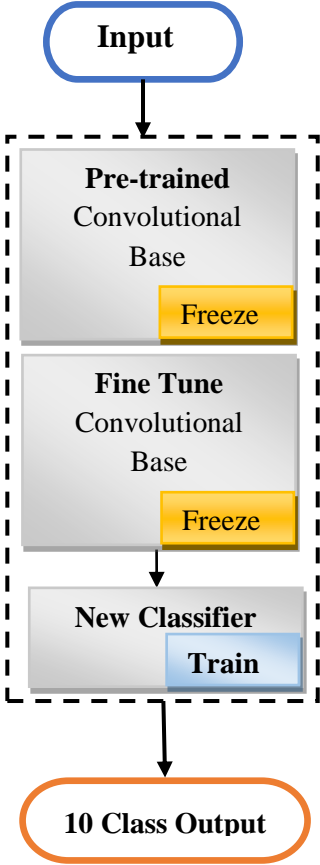 Input
Pre-trained
Convolutional
Base
Freeze
Fine Tune
Convolutional
Base
Freeze
New Classifier
Train
10 Class Output